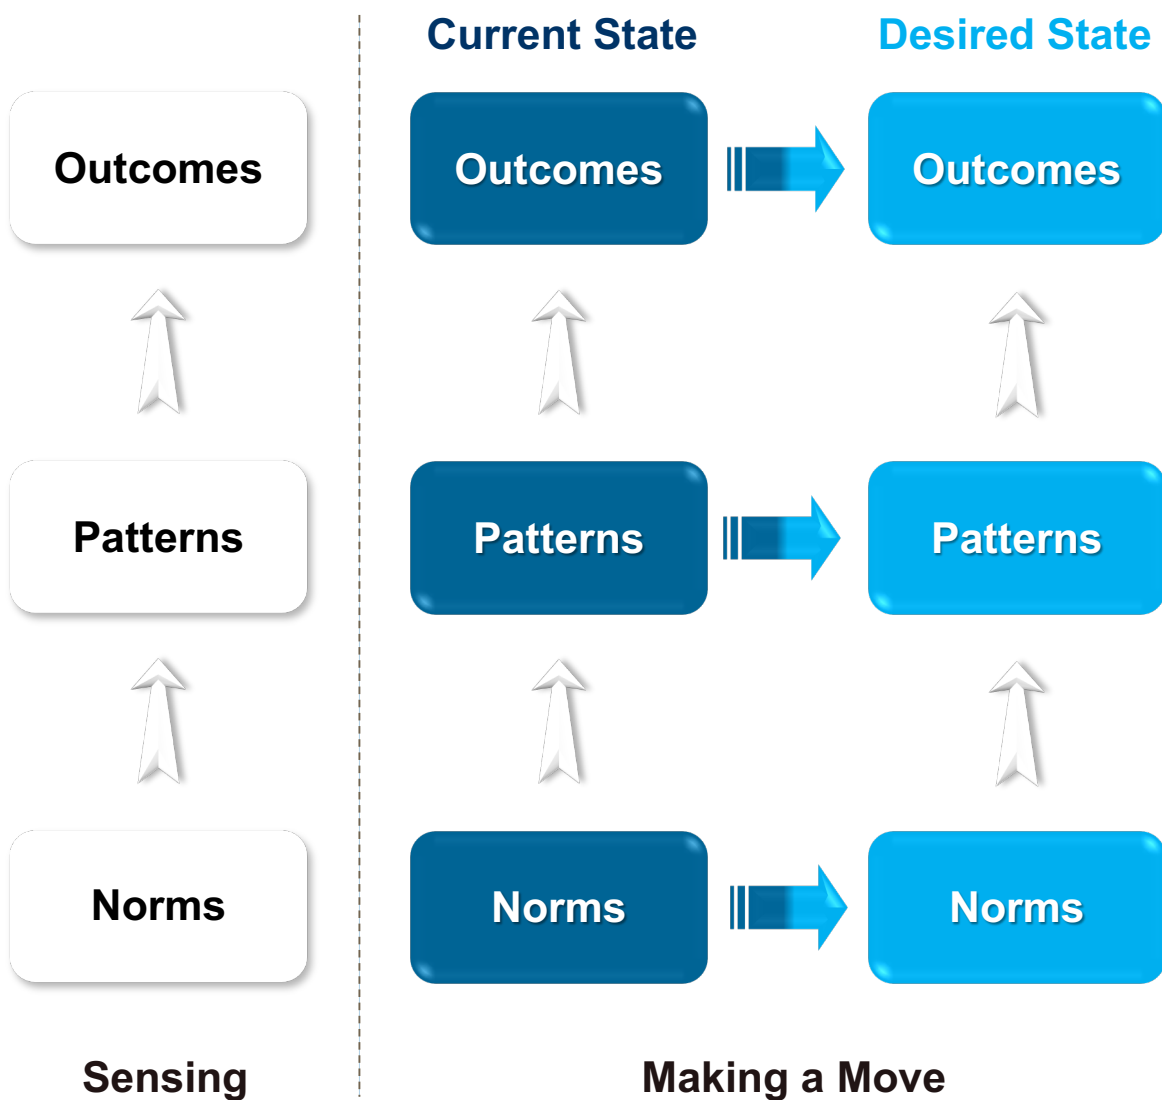 Current State
Desired State
Outcomes
Outcomes
Outcomes
Patterns
Patterns
Patterns
Norms
Norms
Norms
Sensing
Making a Move